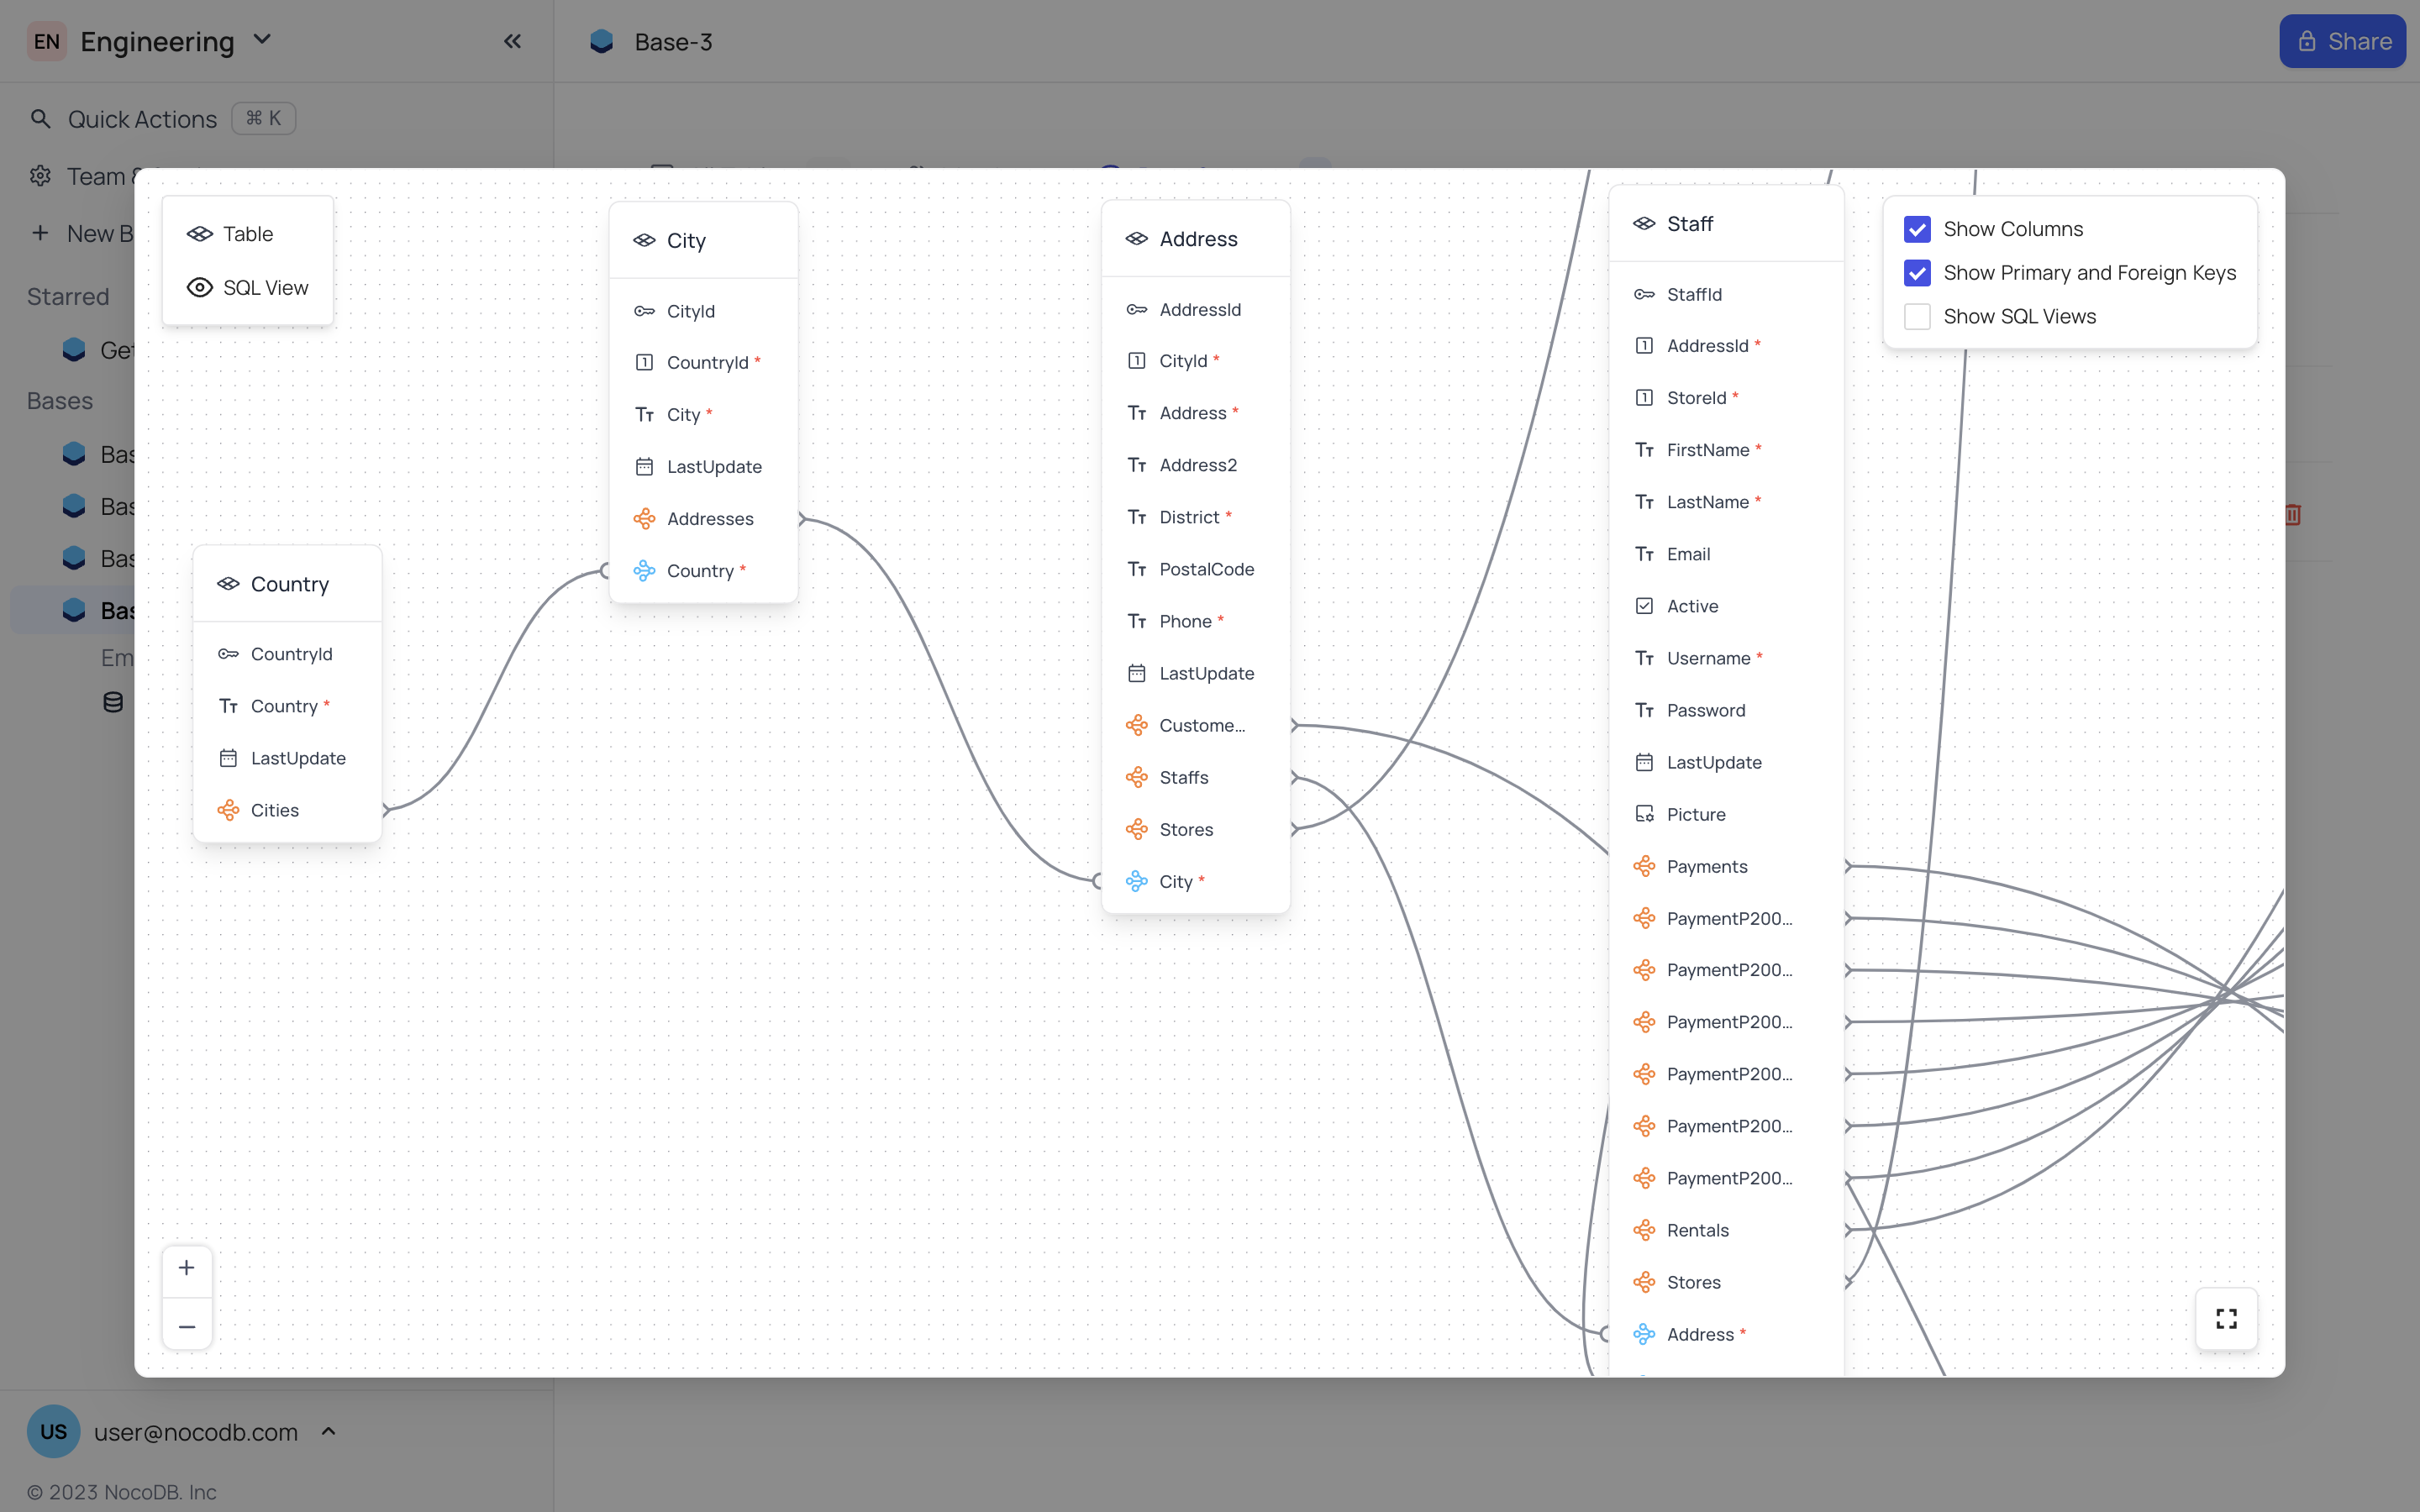 EN Engineering
Base-3
Share
Quick Actions ⌘ K
Team
New B
Starred
Get
Bases
Bas
Bas
Bas
Bas
Em
Table
SQL View
Country
CountryId
Country *
LastUpdate
Cities
City
CityId
CountryId *
City *
LastUpdate
Addresses
Country *
Address
AddressId
CityId *
Address *
Address2
District *
PostalCode
Phone *
LastUpdate
Custome...
Staffs
Stores
City *
Staff
StaffId
AddressId *
StoreId *
FirstName *
LastName *
Email
Active
Username *
Password
LastUpdate
Picture
Payments
PaymentP200...
PaymentP200...
PaymentP200...
PaymentP200...
PaymentP200...
PaymentP200...
Rentals
Stores
Address *
Show Columns
Show Primary and Foreign Keys
Show SQL Views
US user@nocodb.com
© 2023 NocoDB. Inc